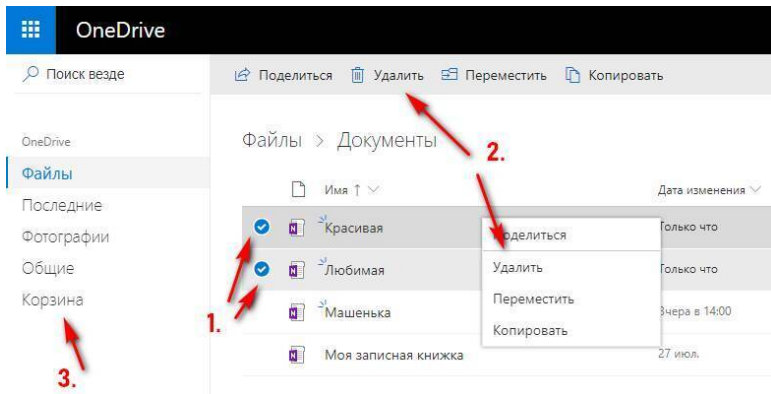 OneDrive
Поиск везде
Поделиться Удалить Переместить Копировать
OneDrive
Файлы
Последние
Фотографии
Общие
Корзина
3.
Файлы > Документы
2.
Имя ↑ Дата изменения
Красивая Только что
Любимая Только что
Машенька Вчера в 14:00
Моя записная книжка 27 июл.
1.
Поделиться
Удалить
Переместить
Копировать